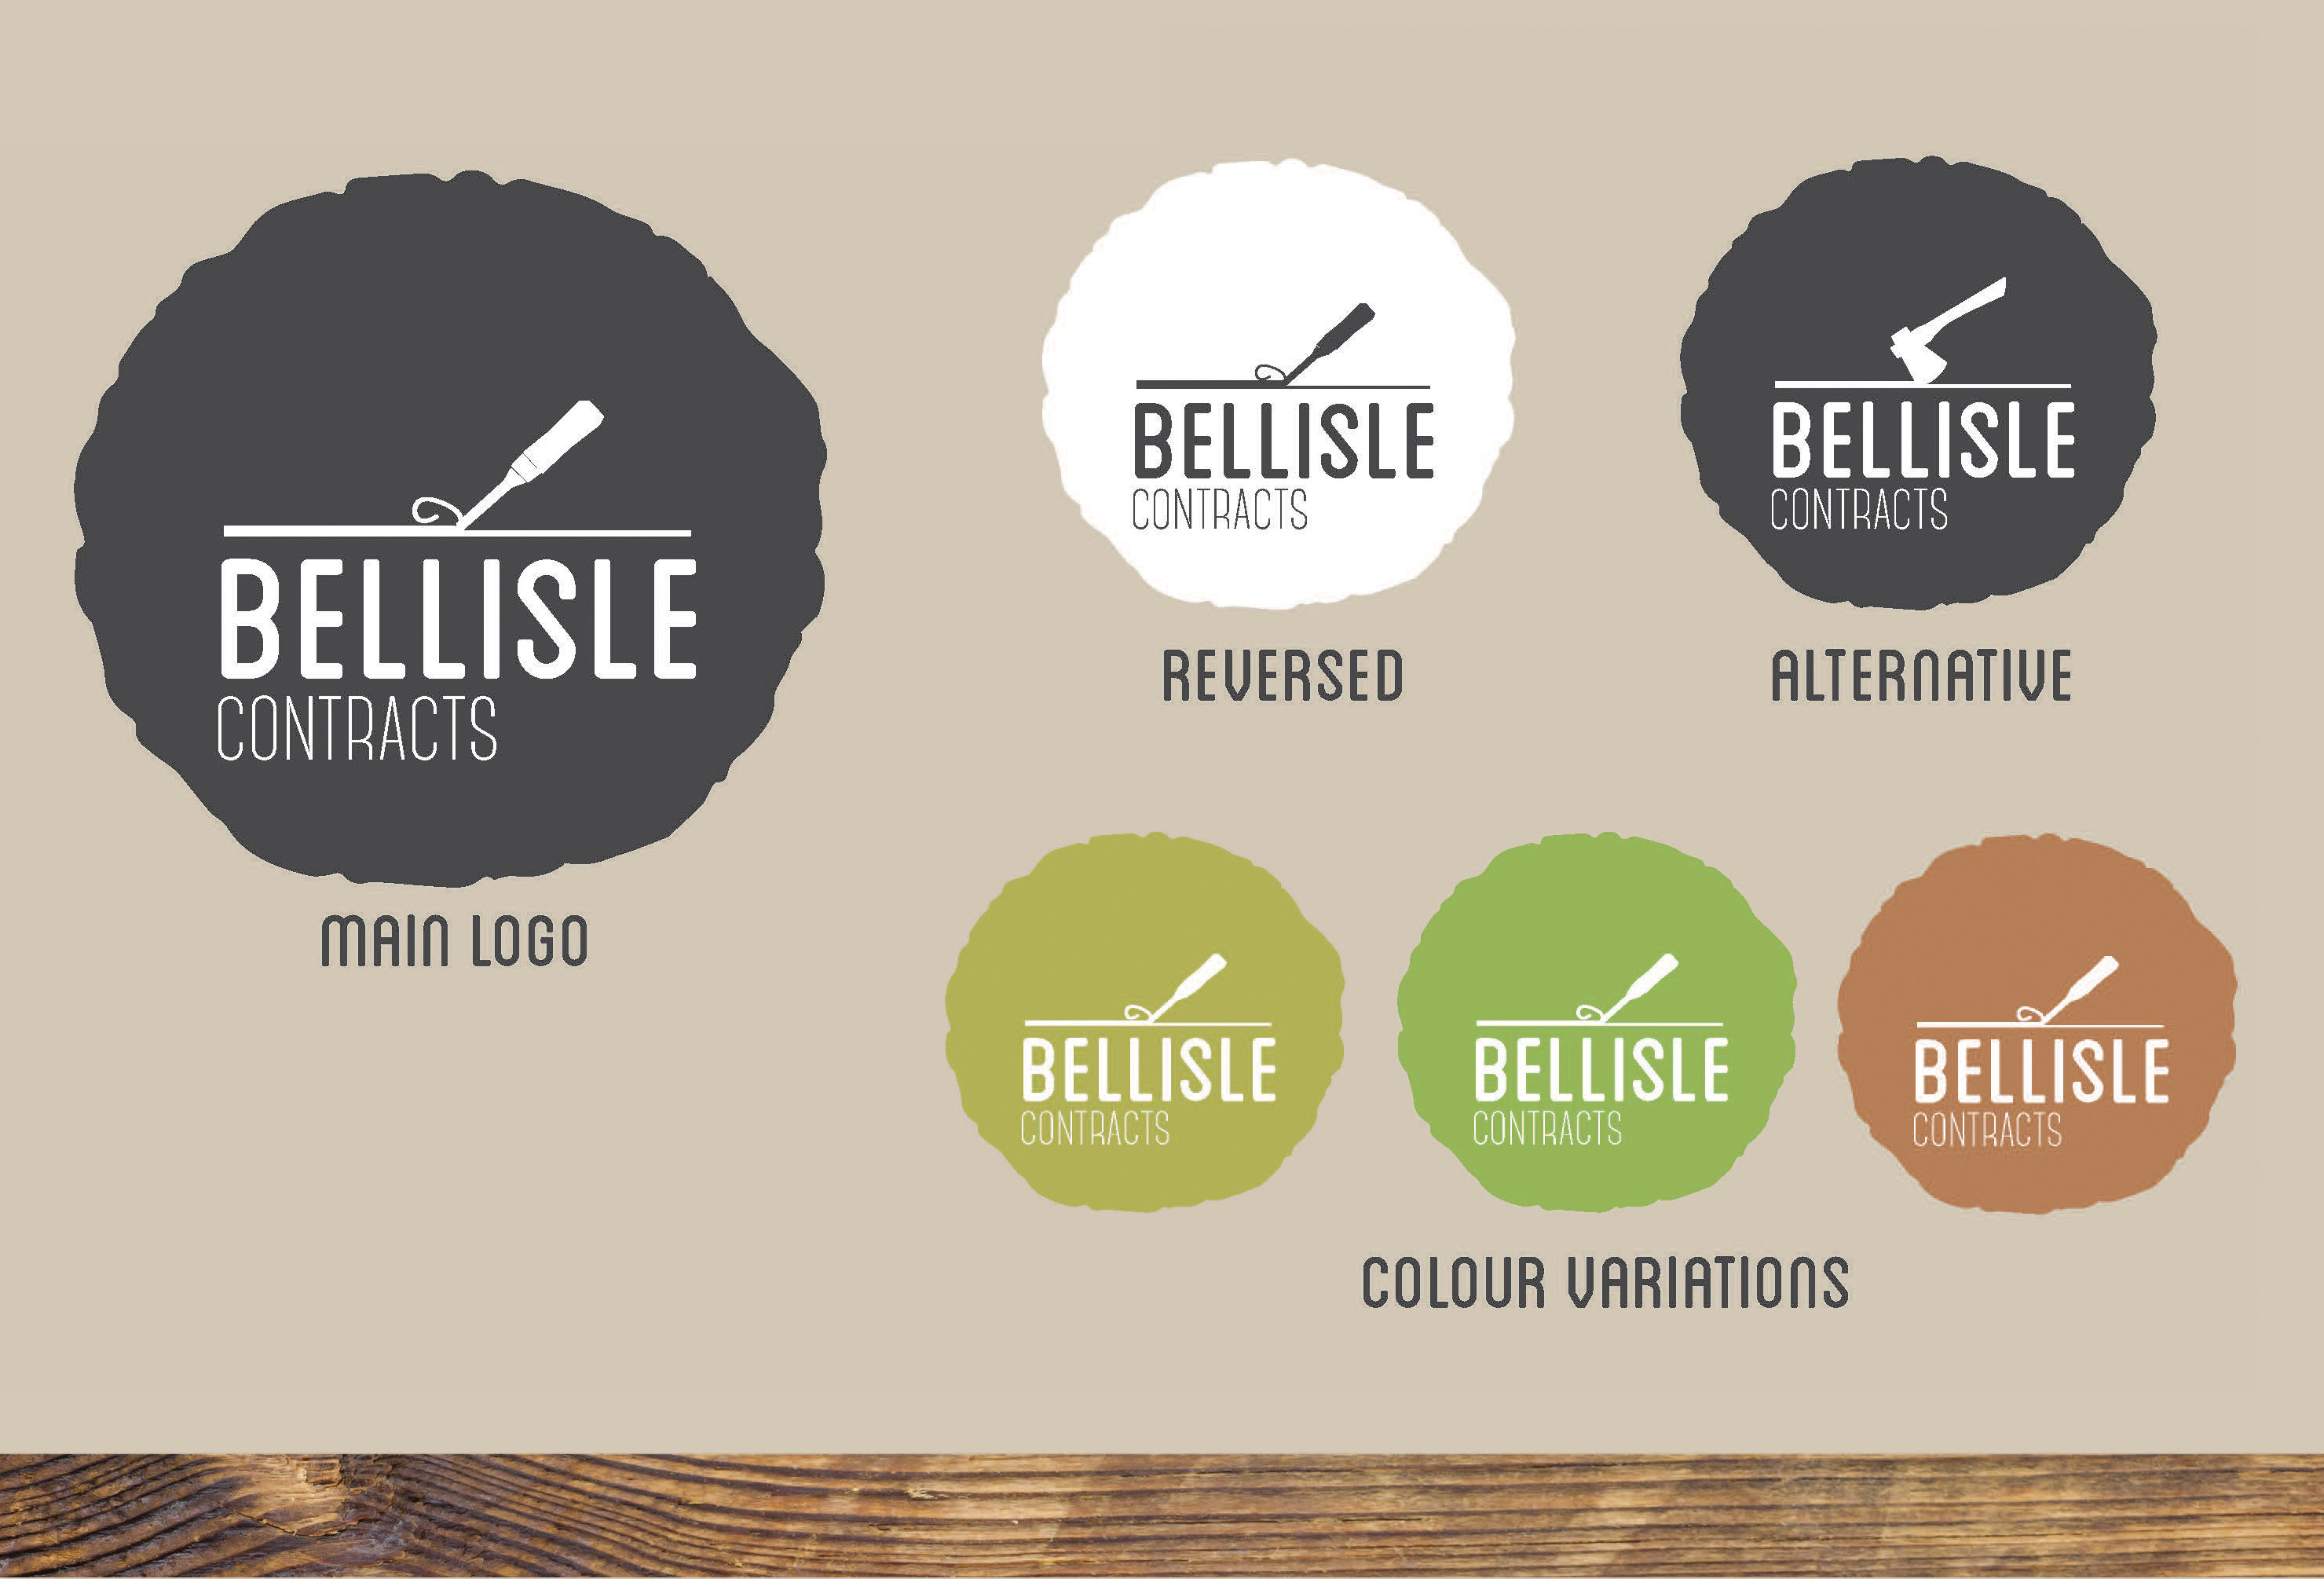 BELLISLE
CONTRACTS
MAIN LOGO
BELLISLE
CONTRACTS
REVERSED
BELLISLE
CONTRACTS
ALTERNATIVE
BELLISLE
CONTRACTS
BELLISLE
CONTRACTS
BELLISLE
CONTRACTS
COLOUR VARIATIONS